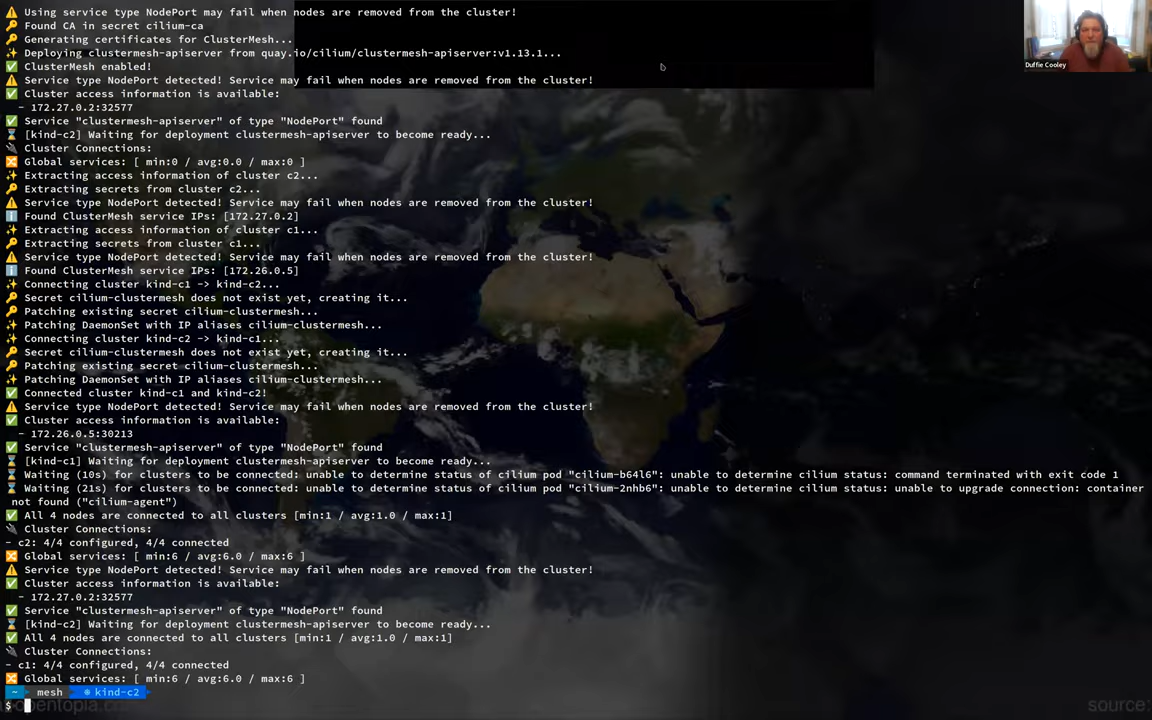 ⚠️ Using service type NodePort may fail when nodes are removed from the cluster!
🔑 Found CA in secret cilium-ca
🔑 Generating certificates for ClusterMesh...
✨ Deploying clustermesh-apiserver from quay.io/cilium/clustermesh-apiserver:v1.13.1...
✅ ClusterMesh enabled!
⚠️ Service type NodePort detected! Service may fail when nodes are removed from the cluster!
✅ Cluster access information is available:
- 172.27.0.2:32577
✅ Service "clustermesh-apiserver" of type "NodePort" found
⌛ [kind-c2] Waiting for deployment clustermesh-apiserver to become ready...
🔌 Cluster Connections:
🔀 Global services: [ min:0 / avg:0.0 / max:0 ]
✨ Extracting access information of cluster c2...
🔑 Extracting secrets from cluster c2...
⚠️ Service type NodePort detected! Service may fail when nodes are removed from the cluster!
ℹ️ Found ClusterMesh service IPs: [172.27.0.2]
✨ Extracting access information of cluster c1...
🔑 Extracting secrets from cluster c1...
⚠️ Service type NodePort detected! Service may fail when nodes are removed from the cluster!
ℹ️ Found ClusterMesh service IPs: [172.26.0.5]
✨ Connecting cluster kind-c1 -> kind-c2...
🔑 Secret cilium-clustermesh does not exist yet, creating it...
🔑 Patching existing secret cilium-clustermesh...
✨ Patching DaemonSet with IP aliases cilium-clustermesh...
✨ Connecting cluster kind-c2 -> kind-c1...
🔑 Secret cilium-clustermesh does not exist yet, creating it...
🔑 Patching existing secret cilium-clustermesh...
✨ Patching DaemonSet with IP aliases cilium-clustermesh...
✅ Connected cluster kind-c1 and kind-c2!
⚠️ Service type NodePort detected! Service may fail when nodes are removed from the cluster!
✅ Cluster access information is available:
- 172.26.0.5:30213
✅ Service "clustermesh-apiserver" of type "NodePort" found
⌛ [kind-c1] Waiting for deployment clustermesh-apiserver to become ready...
⌛ Waiting (10s) for clusters to be connected: unable to determine status of cilium pod "cilium-b64l6": unable to determine cilium status: command terminated with exit code 1
⌛ Waiting (21s) for clusters to be connected: unable to determine status of cilium pod "cilium-2nhb6": unable to determine cilium status: unable to upgrade connection: container
not found ("cilium-agent")
✅ All 4 nodes are connected to all clusters [min:1 / avg:1.0 / max:1]
🔌 Cluster Connections:
- c2: 4/4 configured, 4/4 connected
🔀 Global services: [ min:6 / avg:6.0 / max:6 ]
⚠️ Service type NodePort detected! Service may fail when nodes are removed from the cluster!
✅ Cluster access information is available:
- 172.27.0.2:32577
✅ Service "clustermesh-apiserver" of type "NodePort" found
⌛ [kind-c2] Waiting for deployment clustermesh-apiserver to become ready...
✅ All 4 nodes are connected to all clusters [min:1 / avg:1.0 / max:1]
🔌 Cluster Connections:
- c1: 4/4 configured, 4/4 connected
🔀 Global services: [ min:6 / avg:6.0 / max:6 ]
~ mesh ⎈ kind-c2
$
source:
Duffie Cooley